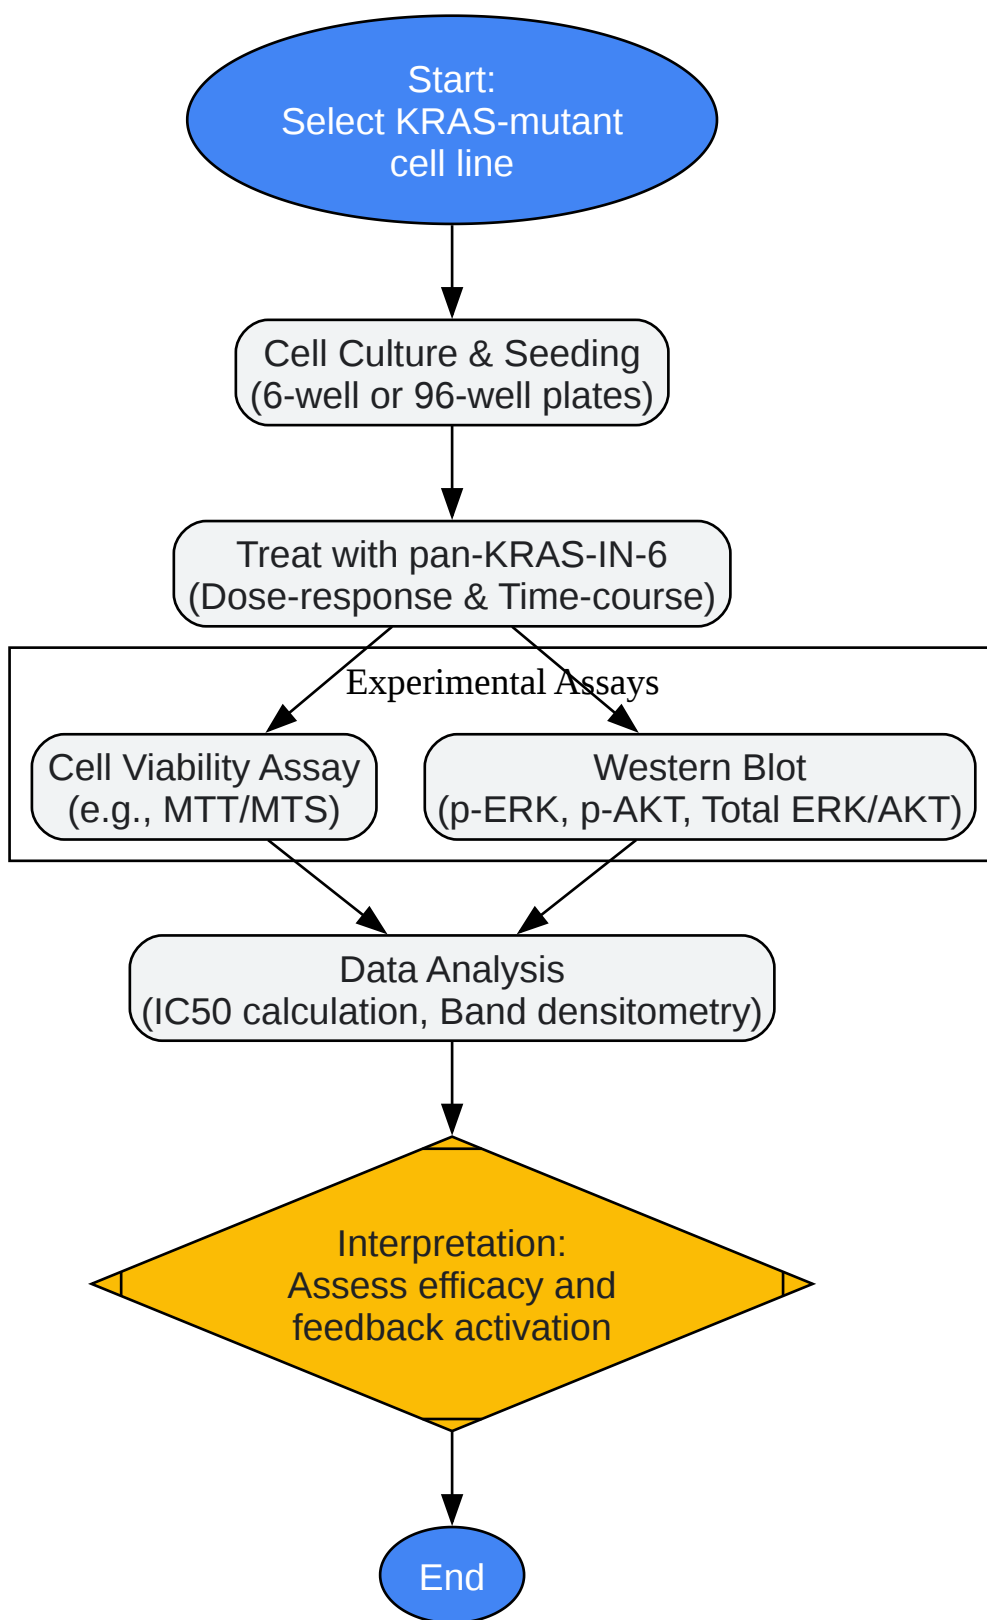 Start:
Select KRAS-mutant
cell line
Cell Culture & Seeding
(6-well or 96-well plates)
Treat with pan-KRAS-IN-6
(Dose-response & Time-course)
Experimental Assays
Cell Viability Assay
(e.g., MTT/MTS)
Western Blot
(p-ERK, p-AKT, Total ERK/AKT)
Data Analysis
(IC50 calculation, Band densitometry)
Interpretation:
Assess efficacy and
feedback activation
End